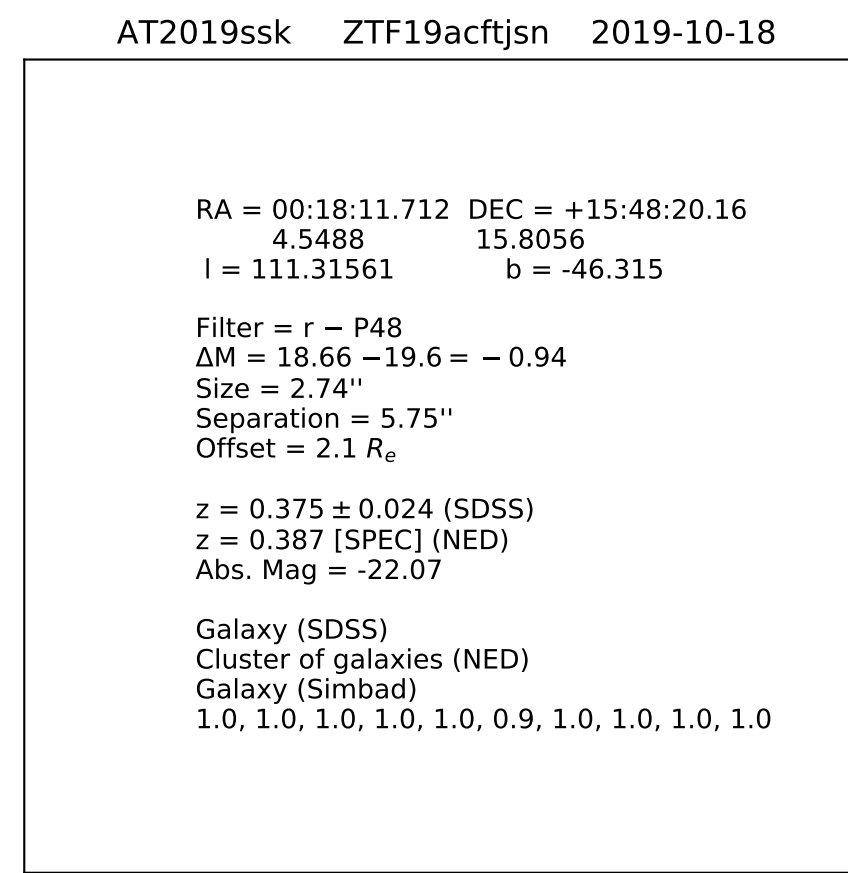 AT2019ssk ZTF19acftjsn 2019-10-18
RA = 00:18:11.712 DEC = +15:48:20.16
4.5488 15.8056
l = 111.31561 b = -46.315
Filter = r − P48
ΔM = 18.66 −19.6 = − 0.94
Size = 2.74''
Separation = 5.75''
Offset = 2.1 Re
z = 0.375 ± 0.024 (SDSS)
z = 0.387 [SPEC] (NED)
Abs. Mag = -22.07
Galaxy (SDSS)
Cluster of galaxies (NED)
Galaxy (Simbad)
1.0, 1.0, 1.0, 1.0, 1.0, 0.9, 1.0, 1.0, 1.0, 1.0